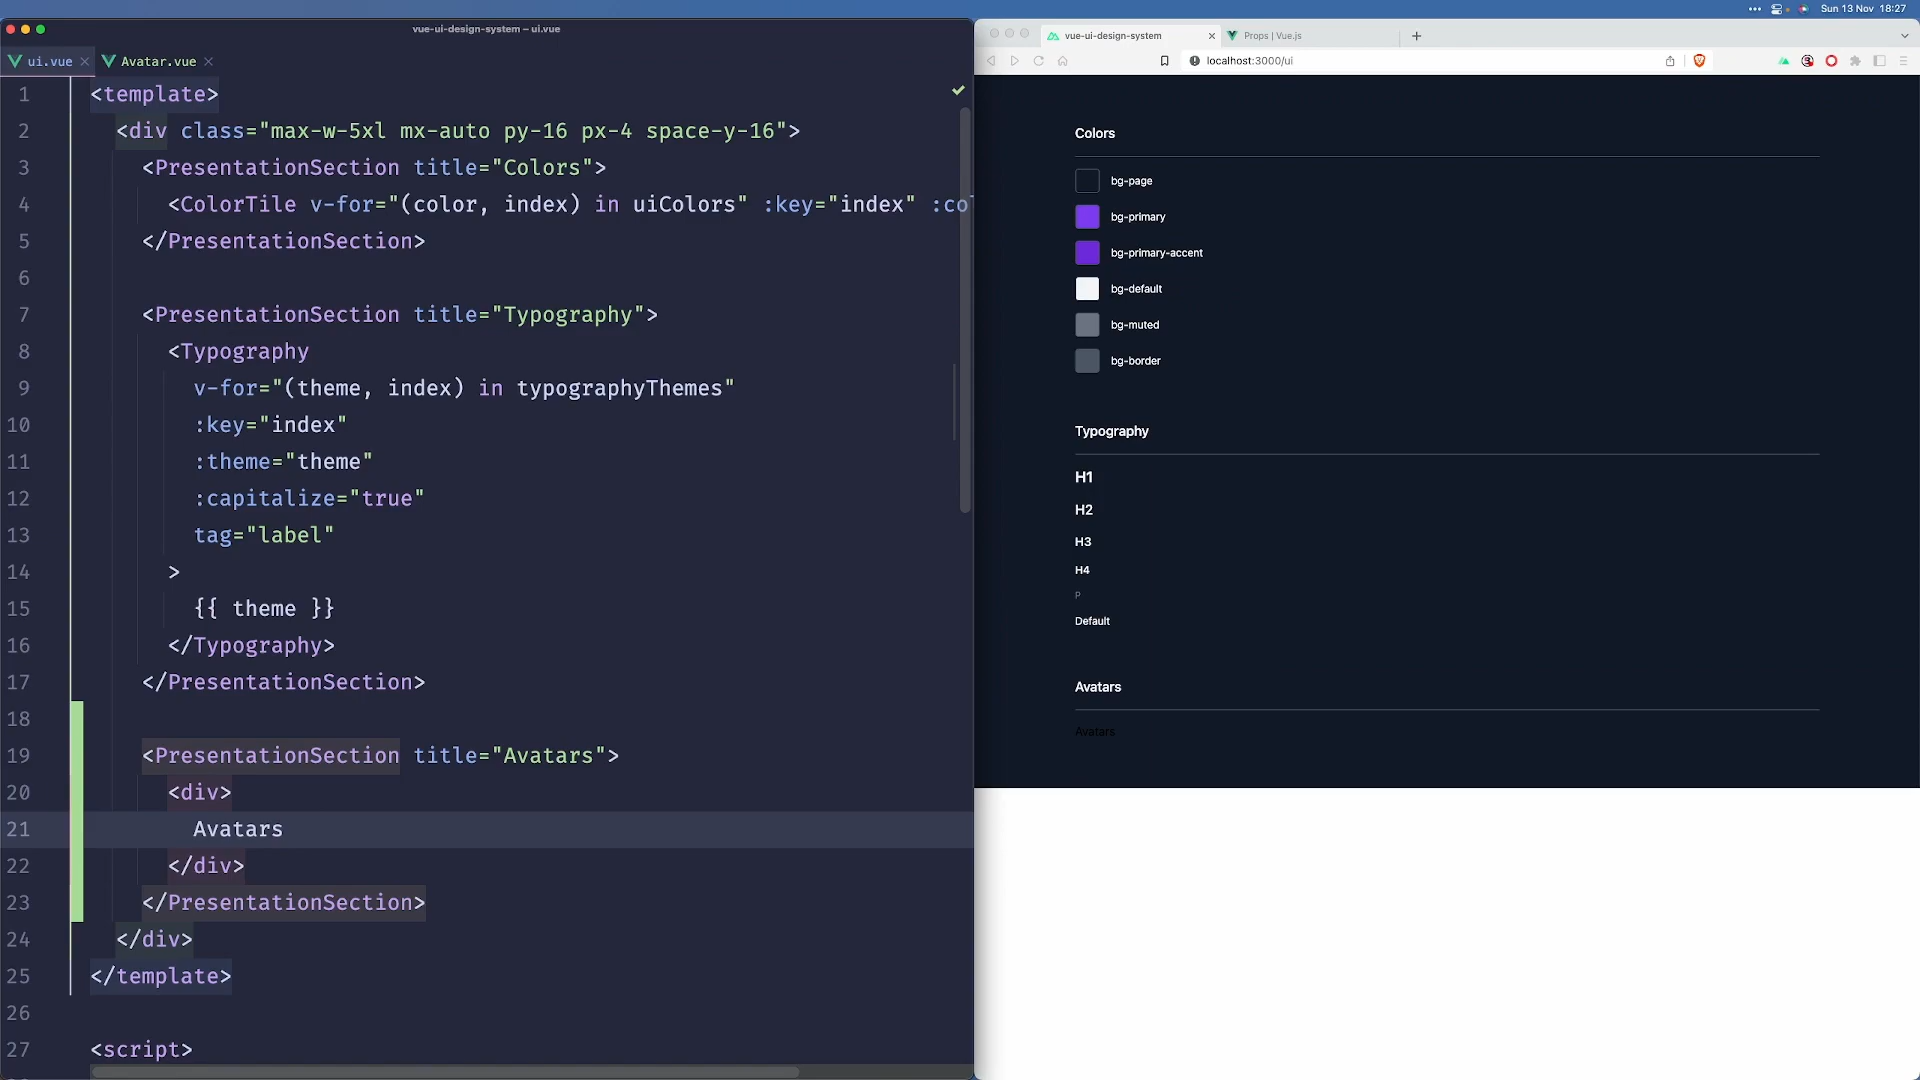 Sun 13 Nov 18:27
vue-ui-design-system – ui.vue
ui.vue
Avatar.vue
1 <template>
2 <div class="max-w-5xl mx-auto py-16 px-4 space-y-16">
3 <PresentationSection title="Colors">
4 <ColorTile v-for="(color, index) in uiColors" :key="index" :co
5 </PresentationSection>
6
7 <PresentationSection title="Typography">
8 <Typography
9 v-for="(theme, index) in typographyThemes"
10 :key="index"
11 :theme="theme"
12 :capitalize="true"
13 tag="label"
14 >
15 {{ theme }}
16 </Typography>
17 </PresentationSection>
18
19 <PresentationSection title="Avatars">
20 <div>
21 Avatars
22 </div>
23 </PresentationSection>
24 </div>
25 </template>
26
27 <script>
vue-ui-design-system
Props | Vue.js
localhost:3000/ui
Colors
bg-page
bg-primary
bg-primary-accent
bg-default
bg-muted
bg-border
Typography
H1
H2
H3
H4
P
Default
Avatars
Avatars